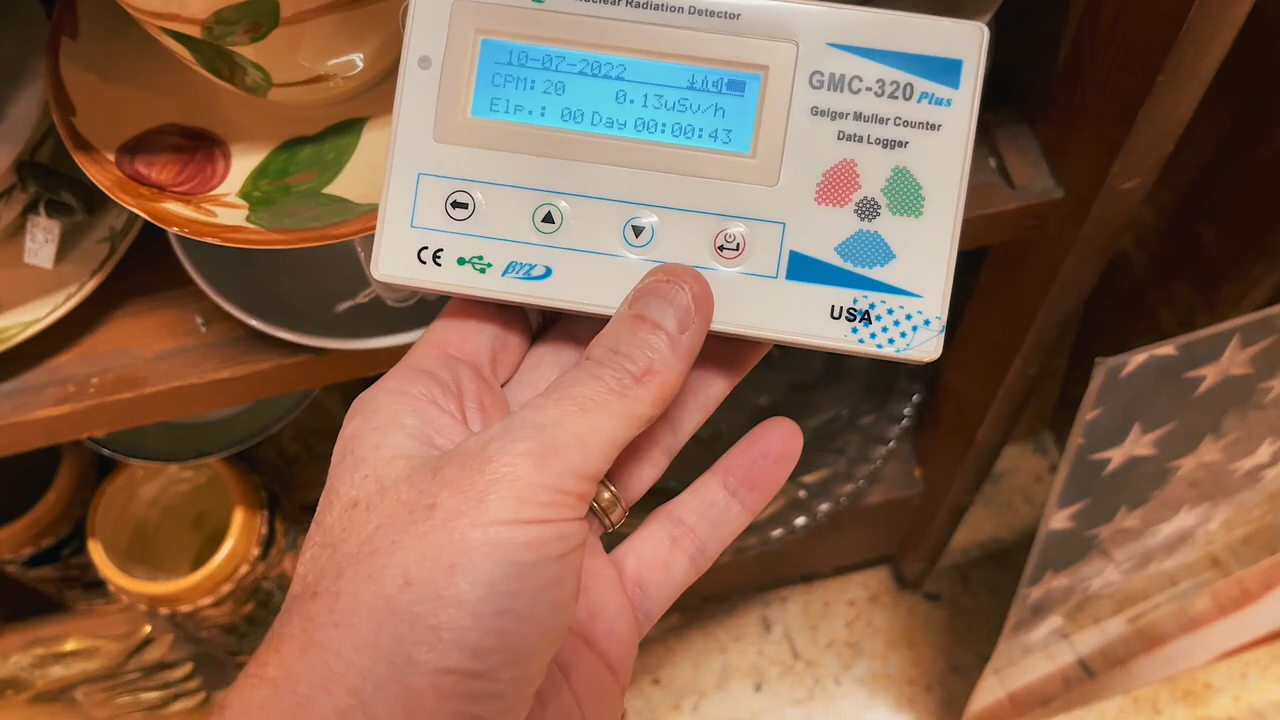 Nuclear Radiation Detector
10-07-2022
CPM:20 0.13uSv/h
Elp.: 00 Day 00:00:43
GMC-320 Plus
Geiger Muller Counter
Data Logger
CE
βγχ
USA